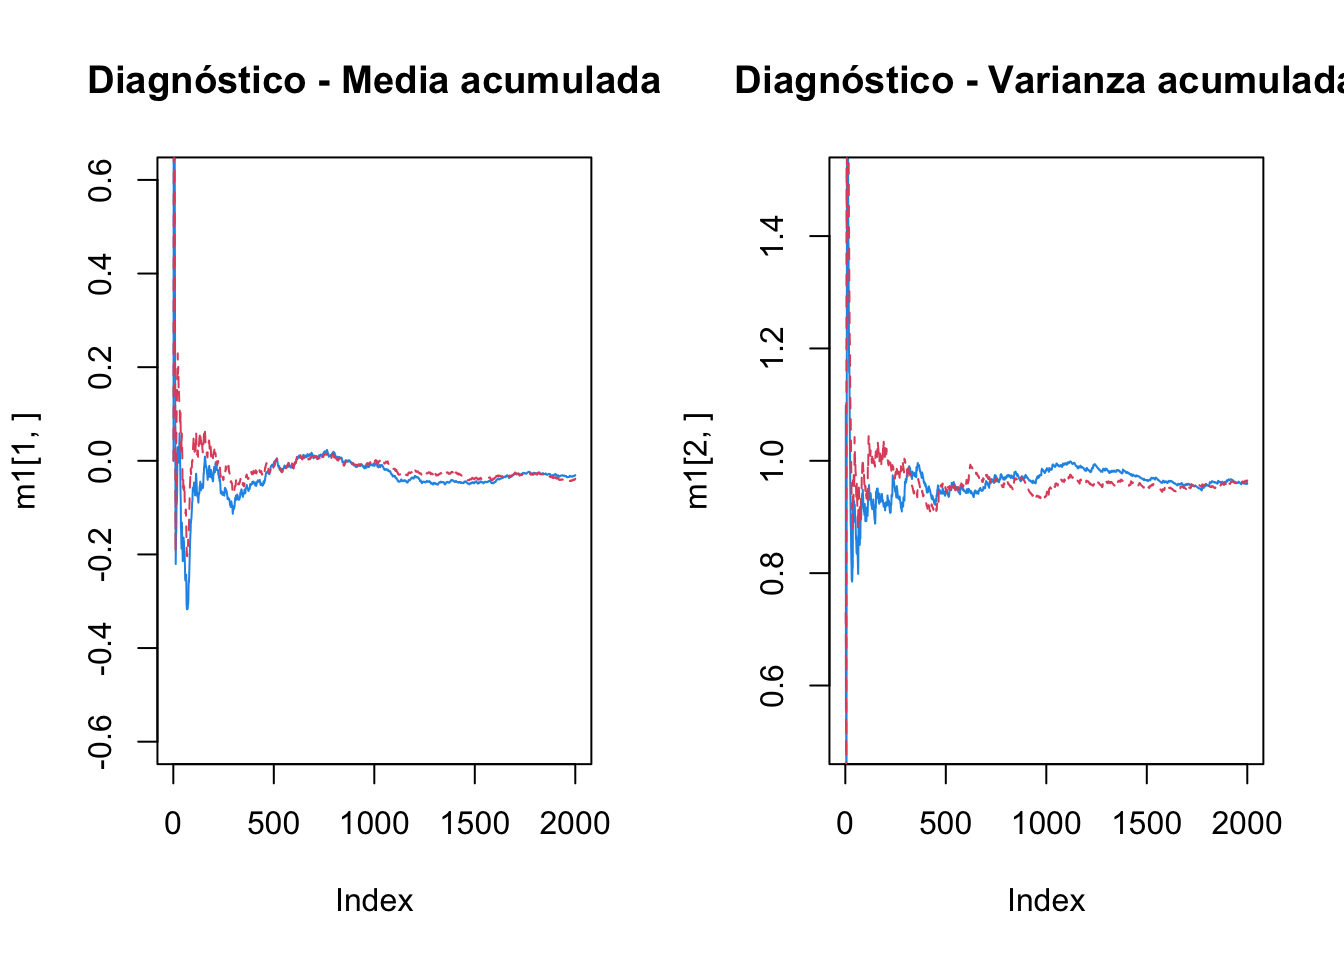 Diagnóstico - Media acumulada
m1[1, ]
0.6
0.4
0.2
0.0
-0.2
-0.4
-0.6
0 500 1000 1500 2000
Index
Diagnóstico - Varianza acumulada
m1[2, ]
1.4
1.2
1.0
0.8
0.6
0 500 1000 1500 2000
Index